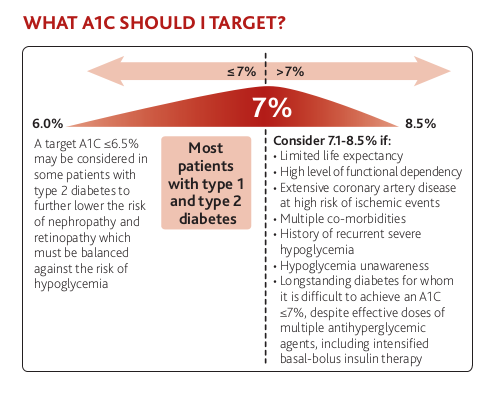 WHAT A1C SHOULD I TARGET?
≤7% >7%
7%
6.0% 8.5%
A target A1C ≤6.5%
may be considered in
some patients with
type 2 diabetes to
further lower the risk
of nephropathy and
retinopathy which
must be balanced
against the risk of
hypoglycemia
Most
patients
with type 1
and type 2
diabetes
Consider 7.1-8.5% if:
• Limited life expectancy
• High level of functional dependency
• Extensive coronary artery disease
at high risk of ischemic events
• Multiple co-morbidities
• History of recurrent severe
hypoglycemia
• Hypoglycemia unawareness
• Longstanding diabetes for whom
it is difficult to achieve an A1C
≤7%, despite effective doses of
multiple antihyperglycemic
agents, including intensified
basal-bolus insulin therapy